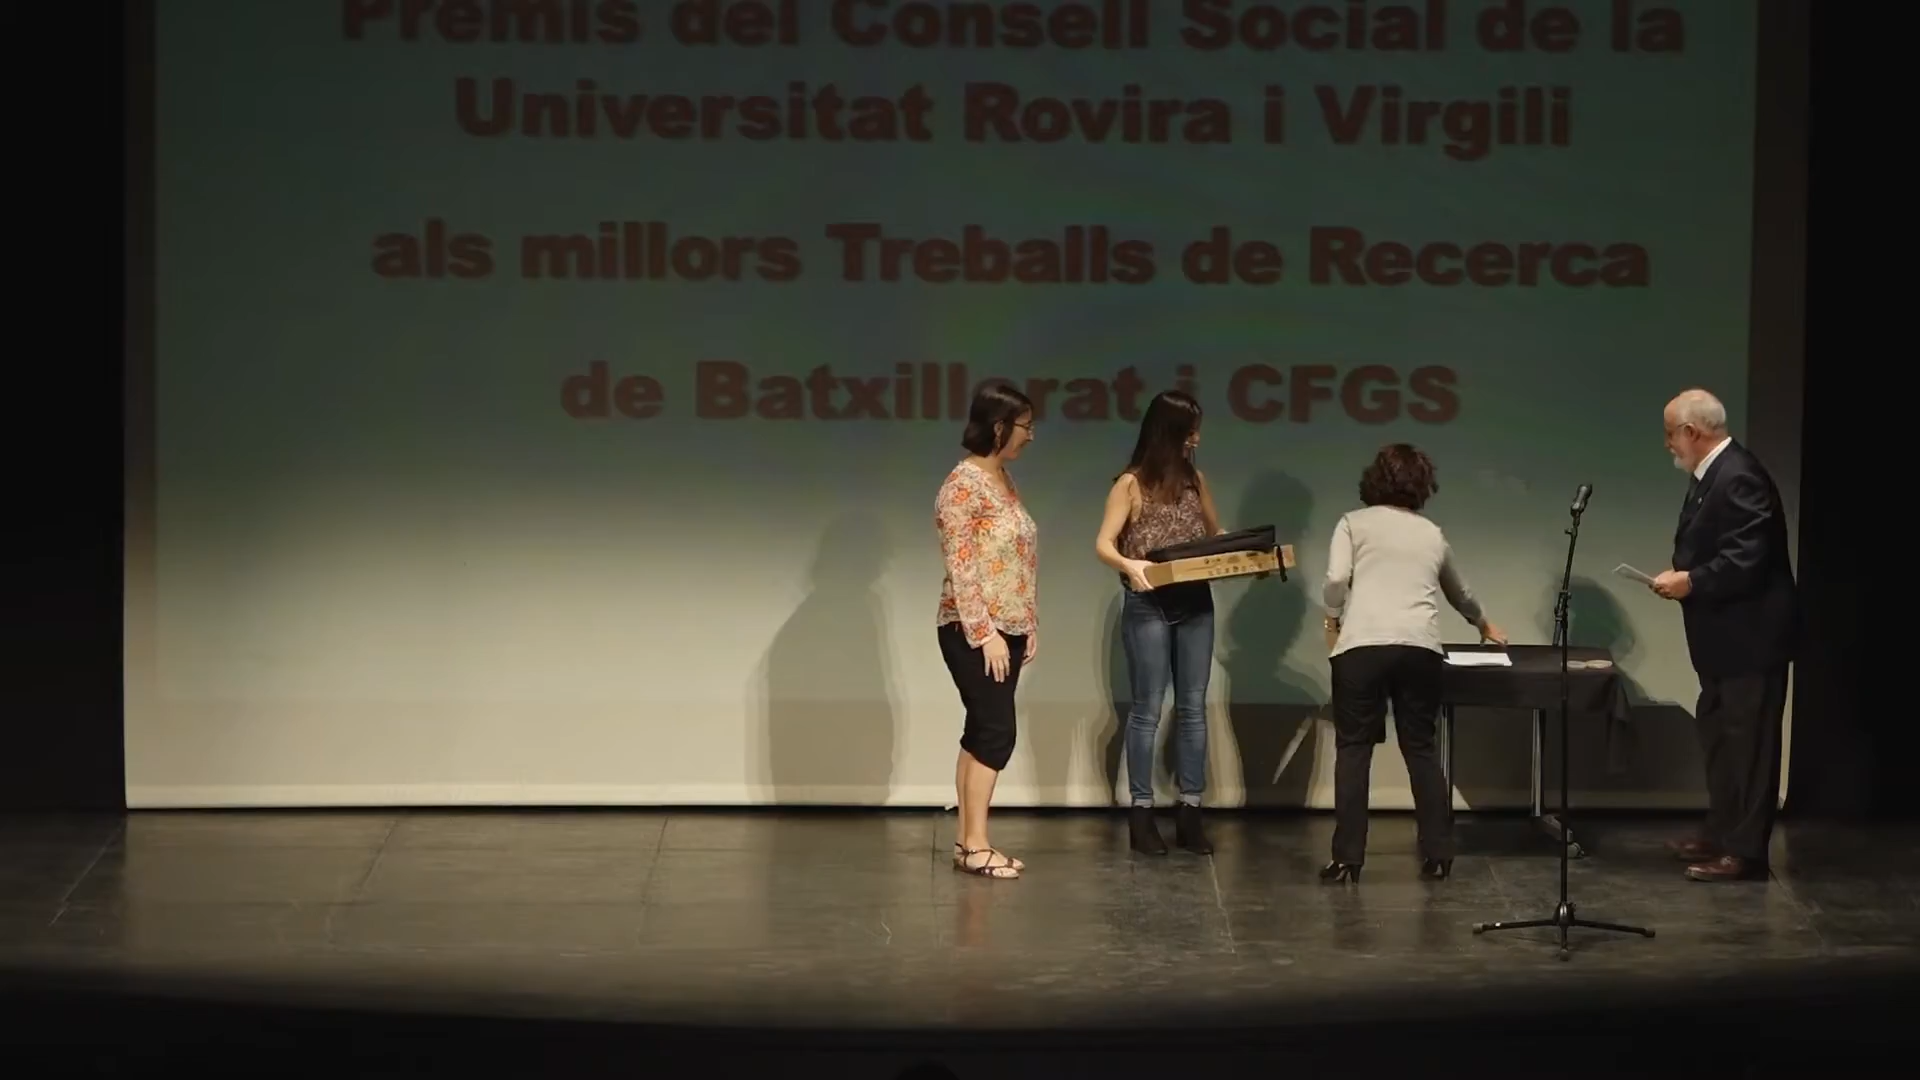 Premis del Consell Social de la
Universitat Rovira i Virgili
als millors Treballs de Recerca
de Batxillerat i CFGS